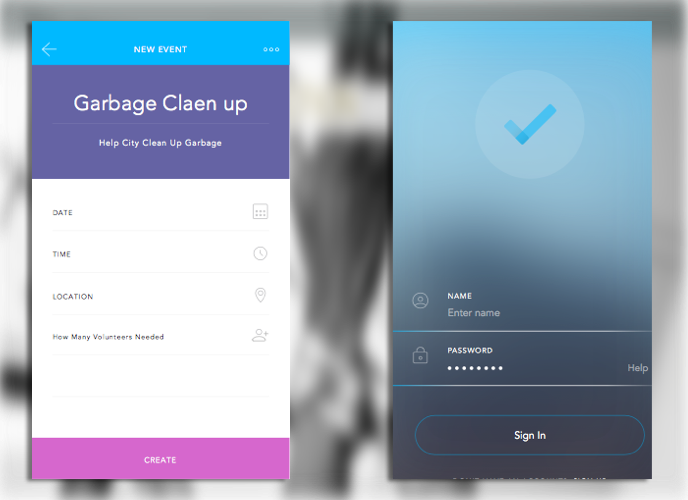 NEW EVENT
Garbage Claen up
Help City Clean Up Garbage
DATE
TIME
LOCATION
How Many Volunteers Needed
CREATE
NAME
Enter name
PASSWORD
Help
Sign In